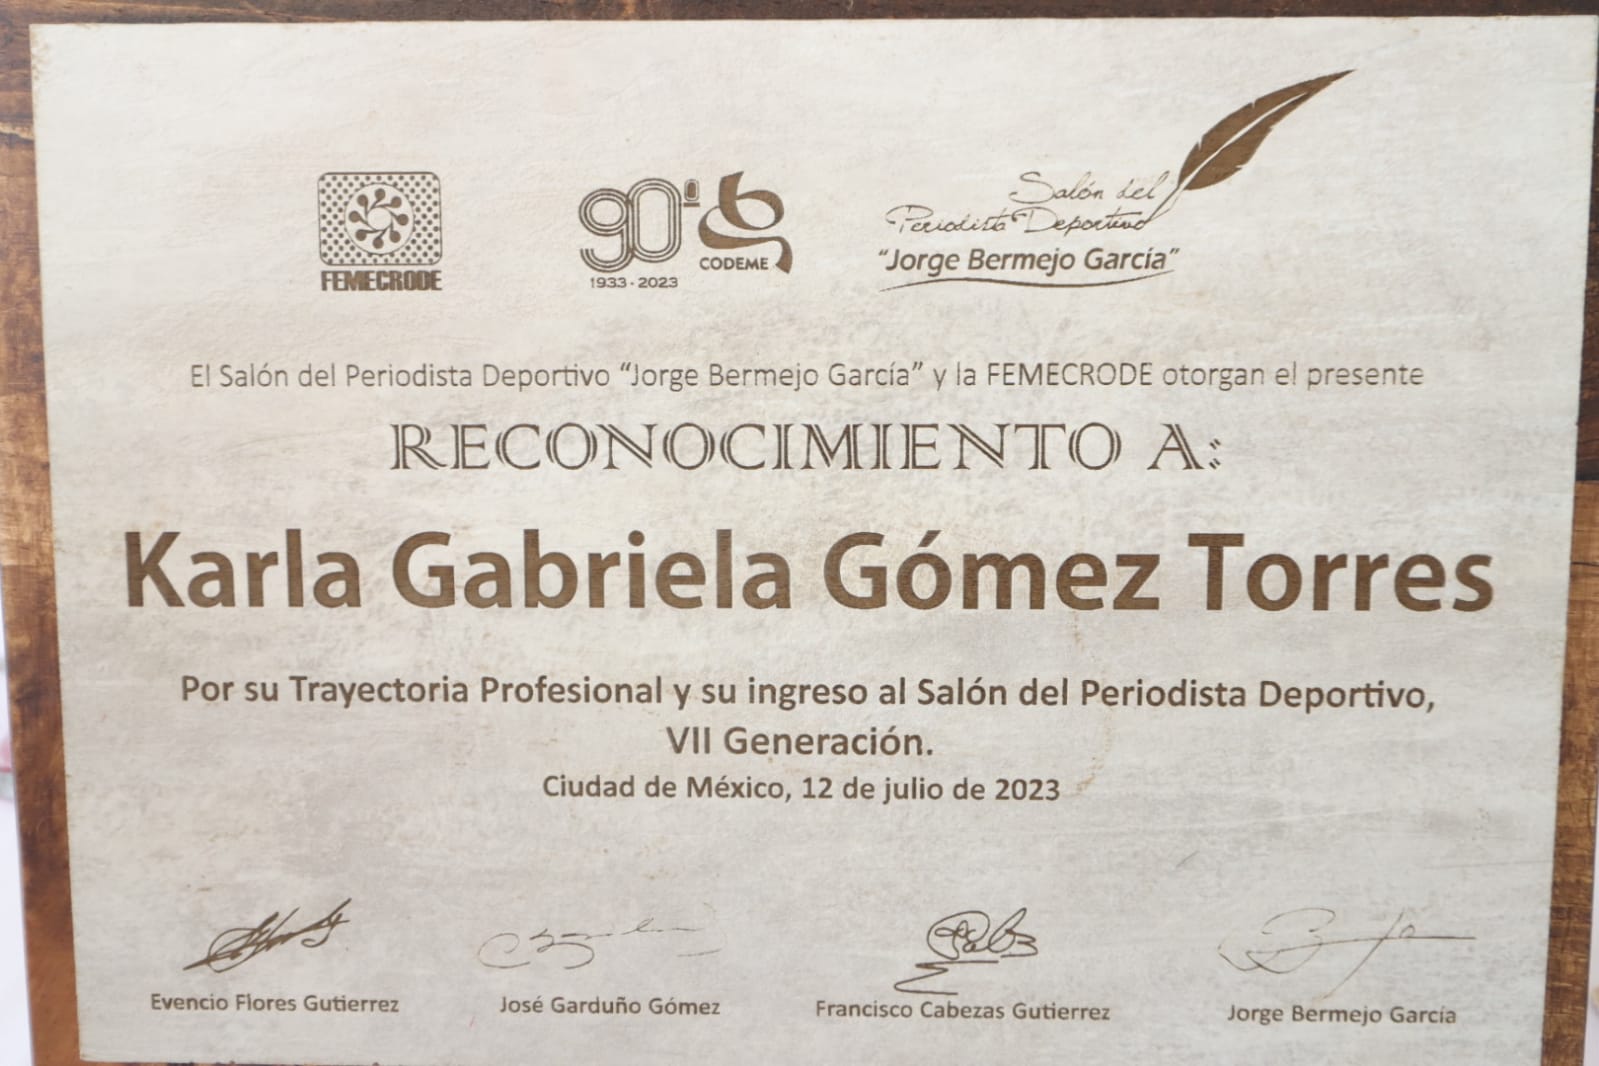 FEMECRODE
90ª
1933 - 2023
CODEME
Salón del
Periodista Deportivo
"Jorge Bermejo García"
El Salón del Periodista Deportivo “Jorge Bermejo García” y la FEMECRODE otorgan el presente
RECONOCIMIENTO A:
Karla Gabriela Gómez Torres
Por su Trayectoria Profesional y su ingreso al Salón del Periodista Deportivo,
VII Generación.
Ciudad de México, 12 de julio de 2023
Evencio Flores Gutierrez
José Garduño Gómez
Francisco Cabezas Gutierrez
Jorge Bermejo García